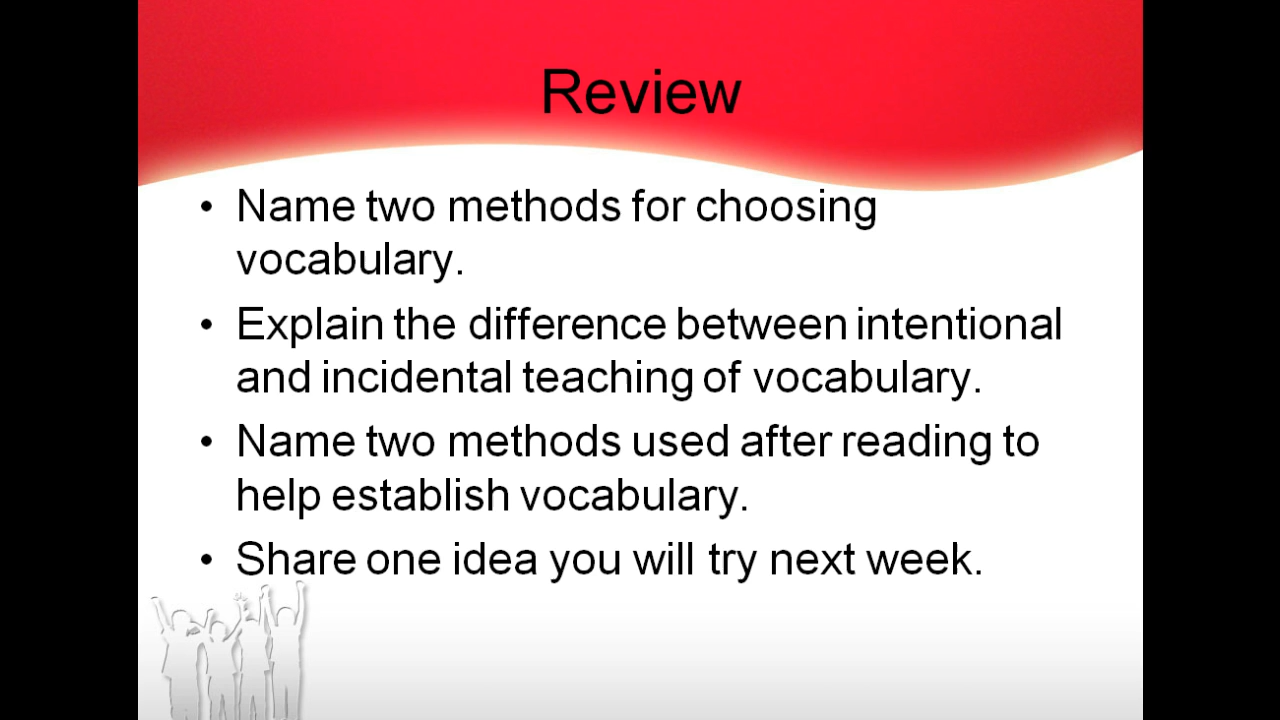 Review
• Name two methods for choosing
vocabulary.
• Explain the difference between intentional
and incidental teaching of vocabulary.
• Name two methods used after reading to
help establish vocabulary.
• Share one idea you will try next week.